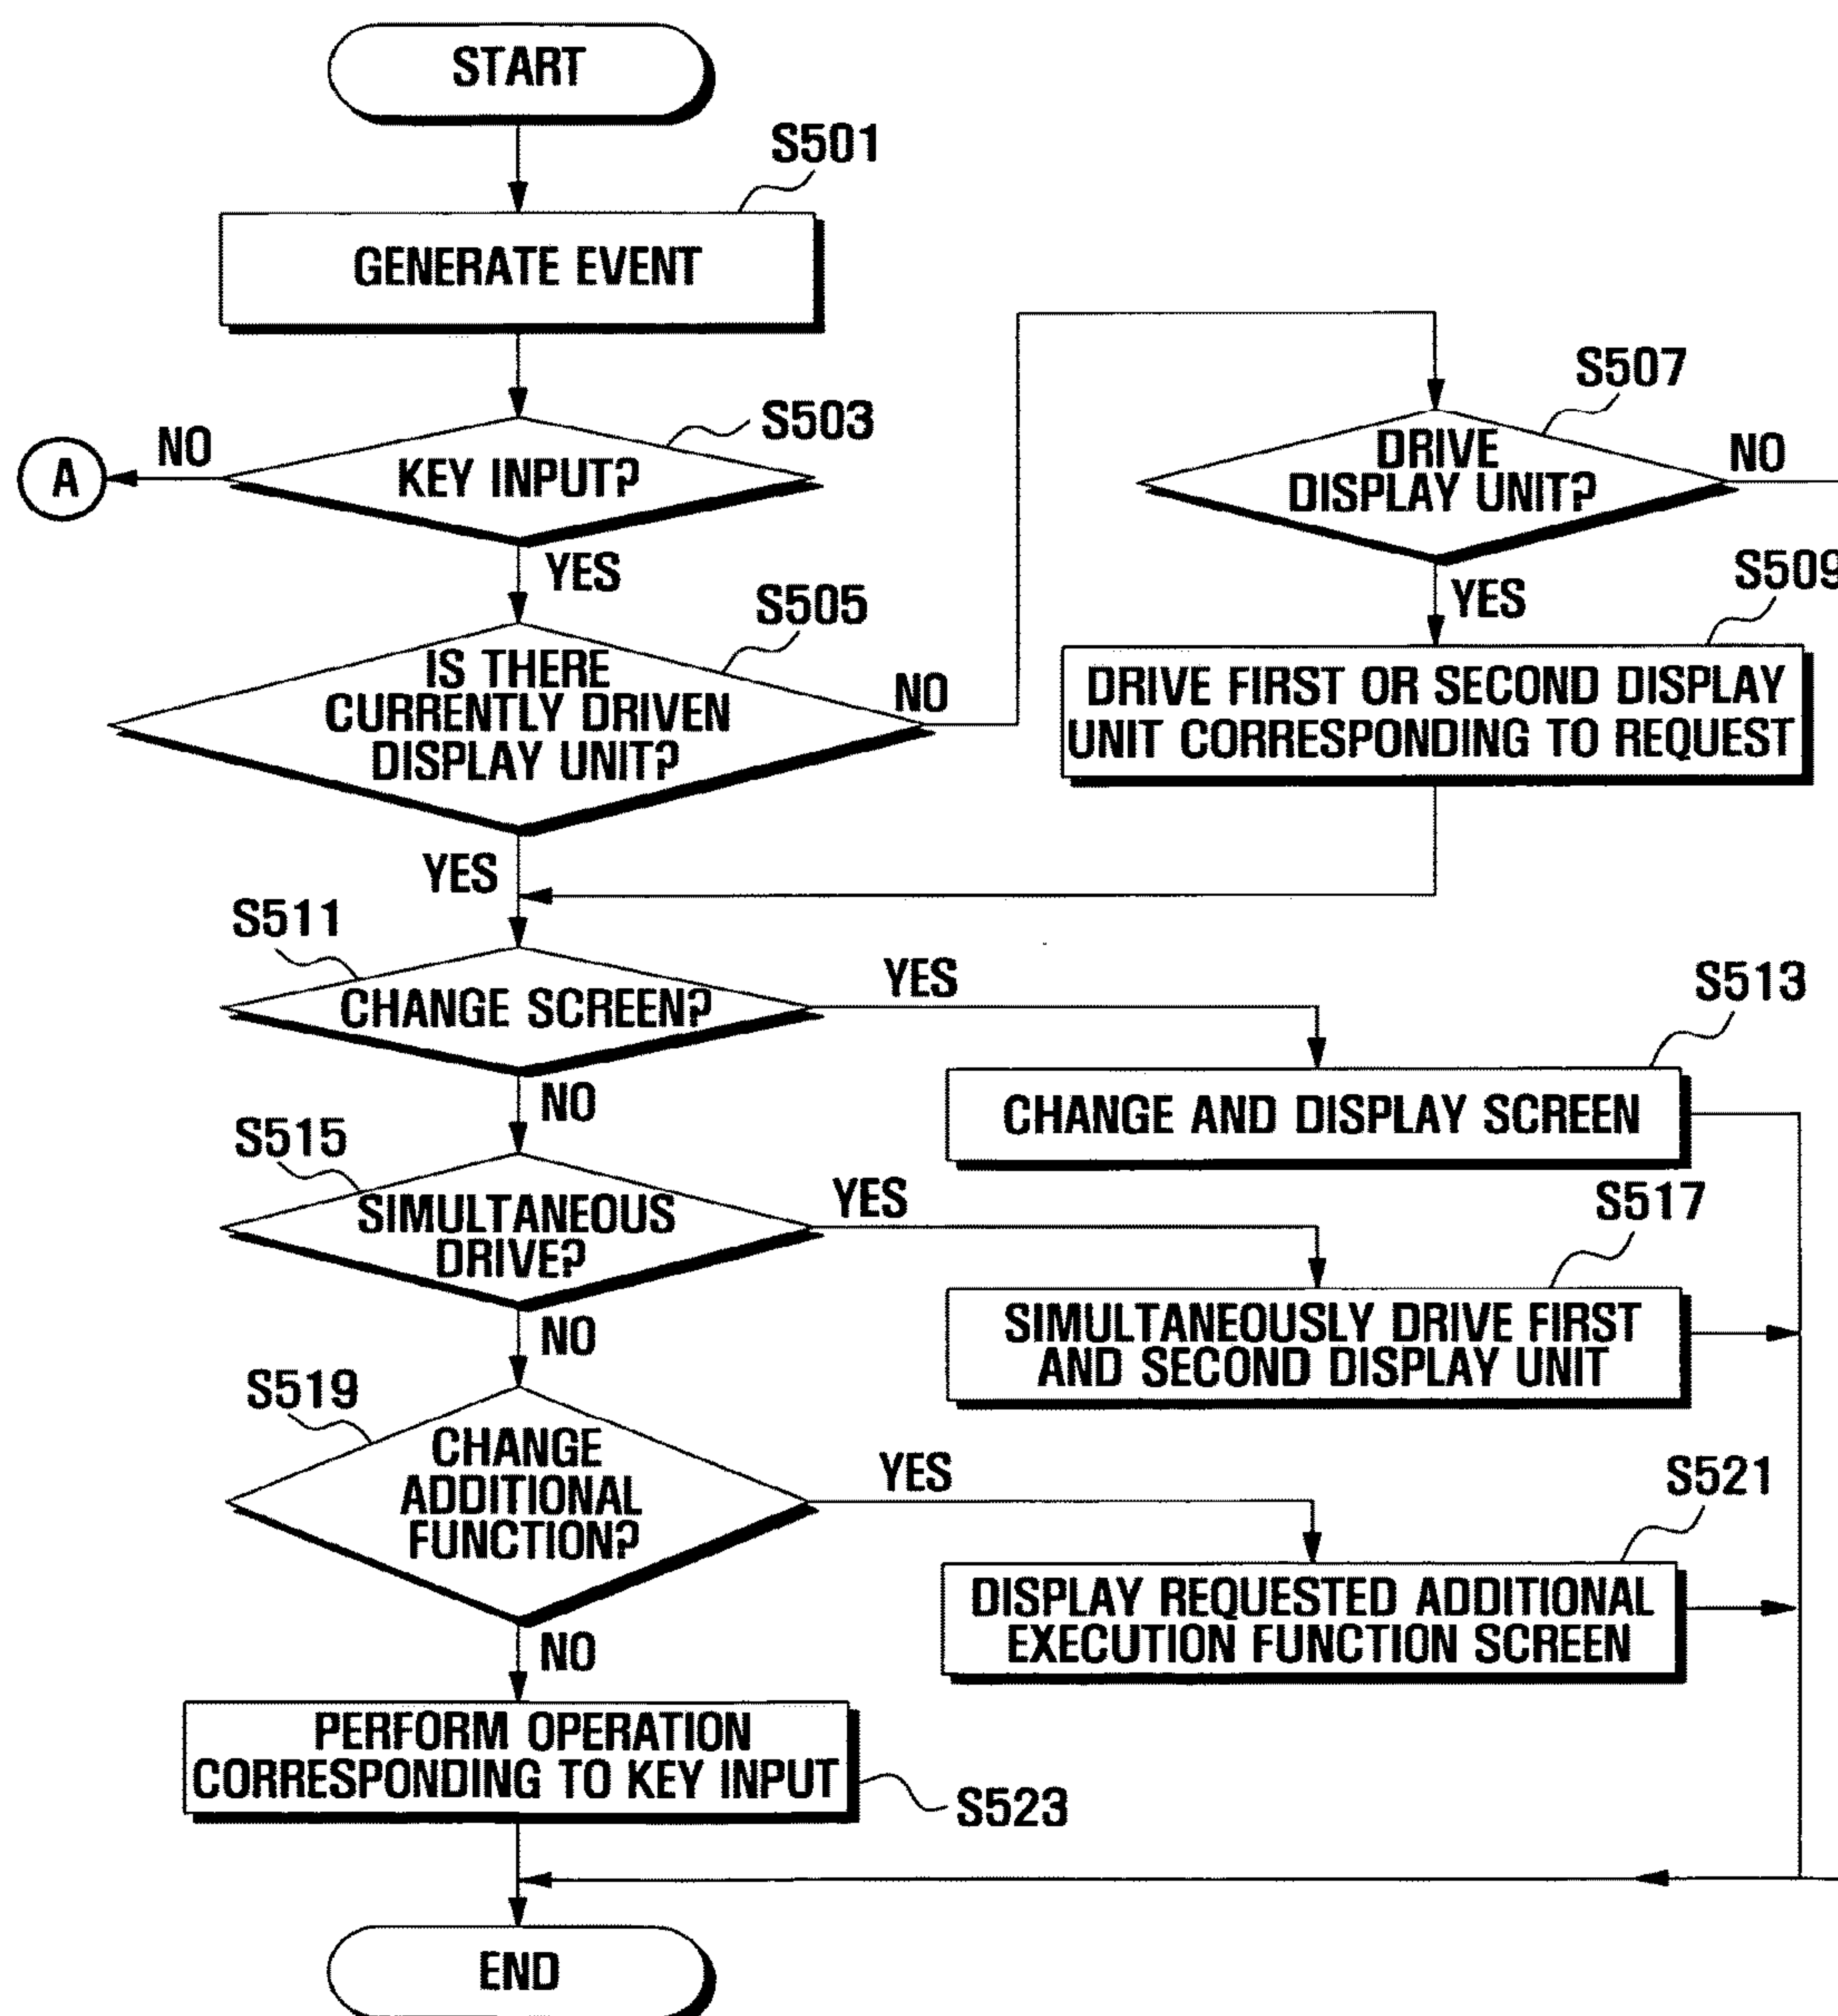 START
S501
GENERATE EVENT
S503
NO
A
KEY INPUT?
YES
S505
IS THERE
CURRENTLY DRIVEN
DISPLAY UNIT?
NO
YES
S507
DRIVE
DISPLAY UNIT?
NO
YES
S509
DRIVE FIRST OR SECOND DISPLAY
UNIT CORRESPONDING TO REQUEST
S511
CHANGE SCREEN?
YES
NO
S513
CHANGE AND DISPLAY SCREEN
S515
SIMULTANEOUS
DRIVE?
YES
NO
S517
SIMULTANEOUSLY DRIVE FIRST
AND SECOND DISPLAY UNIT
S519
CHANGE
ADDITIONAL
FUNCTION?
YES
NO
S521
DISPLAY REQUESTED ADDITIONAL
EXECUTION FUNCTION SCREEN
PERFORM OPERATION
CORRESPONDING TO KEY INPUT
S523
END